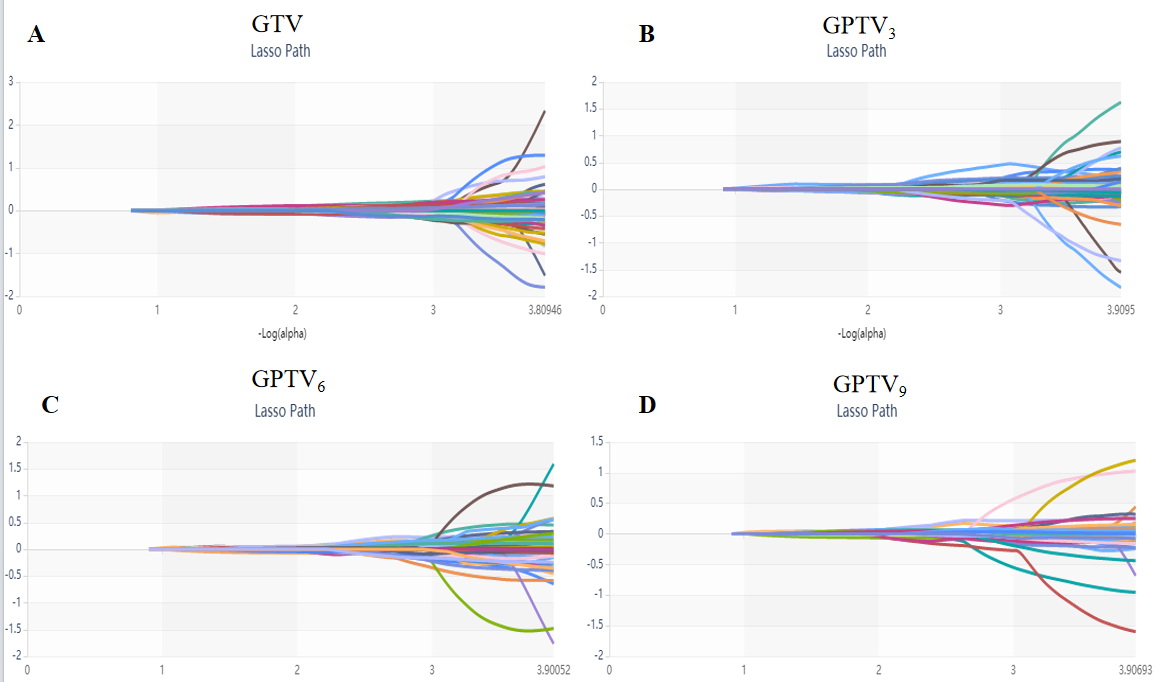 A
GTV
Lasso Path
3
2
1
0
-1
-2
0 1 2 3 3.80946
-Log(alpha)
B
GPTV3
Lasso Path
2
1.5
1
0.5
0
-0.5
-1
-1.5
-2
0 1 2 3 3.9095
-Log(alpha)
C
GPTV6
Lasso Path
2
1.5
1
0.5
0
-0.5
-1
-1.5
-2
0 1 2 3 3.90052
D
GPTV9
Lasso Path
1.5
1
0.5
0
-0.5
-1
-1.5
-2
0 1 2 3 3.90693